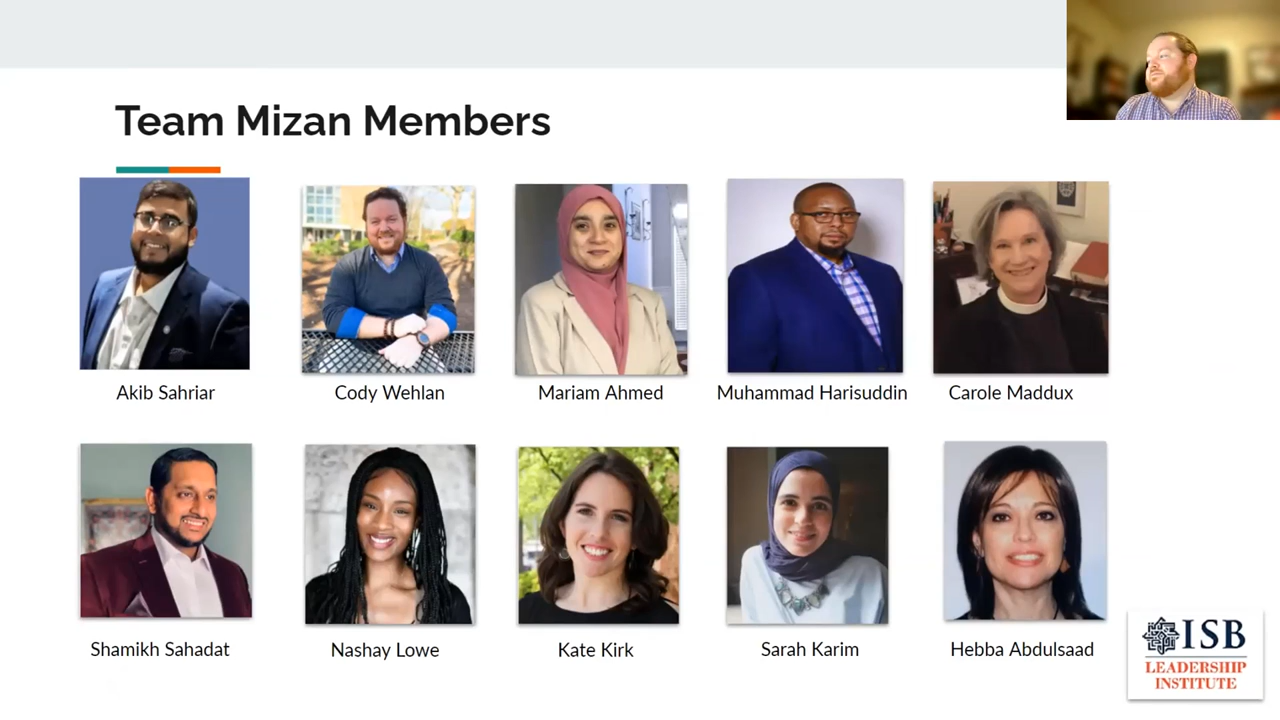 Team Mizan Members
Akib Sahriar
Cody Wehlan
Mariam Ahmed
Muhammad Harisuddin
Carole Maddux
Shamikh Sahadat
Nashay Lowe
Kate Kirk
Sarah Karim
Hebba Abdulsaad
ISB
LEADERSHIP
INSTITUTE